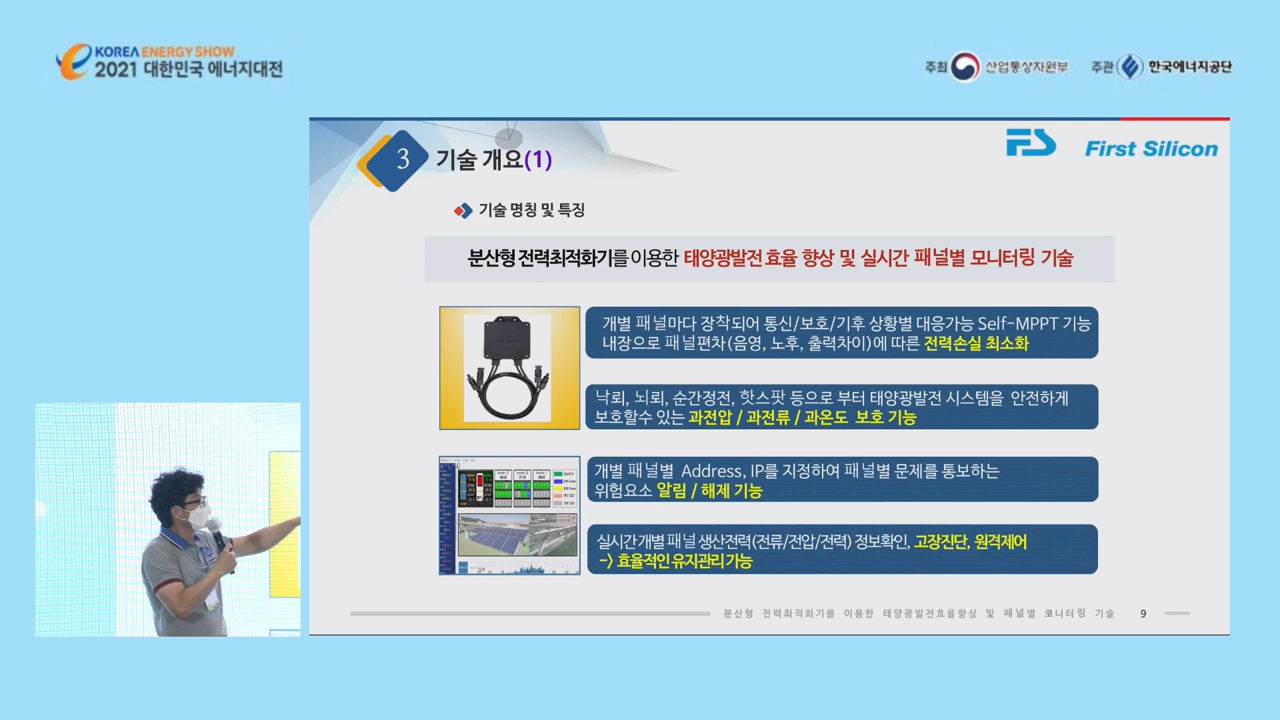 KOREA ENERGY SHOW
2021 대한민국 에너지대전
주최 산업통상자원부 주관 한국에너지공단
FS First Silicon
3 기술 개요(1)
기술 명칭 및 특징
분산형 전력최적화기를 이용한 태양광발전 효율 향상 및 실시간 패널별 모니터링 기술
개별 패널마다 장착되어 통신/보호/기후 상황별 대응가능 Self-MPPT 기능
내장으로 패널편차(음영, 노후, 출력차이)에 따른 전력손실 최소화
낙뢰, 뇌뢰, 순간정전, 핫스팟 등으로 부터 태양광발전 시스템을 안전하게
보호할수 있는 과전압 / 과전류 / 과온도 보호 기능
개별 패널별 Address, IP를 지정하여 패널별 문제를 통보하는
위험요소 알림 / 해제 기능
실시간 개별 패널 생산전력(전류/전압/전력) 정보확인, 고장진단, 원격제어
-> 효율적인 유지관리 가능
분산형 전력최적화기를 이용한 태양광발전효율향상 및 패널별 모니터링 기술 9